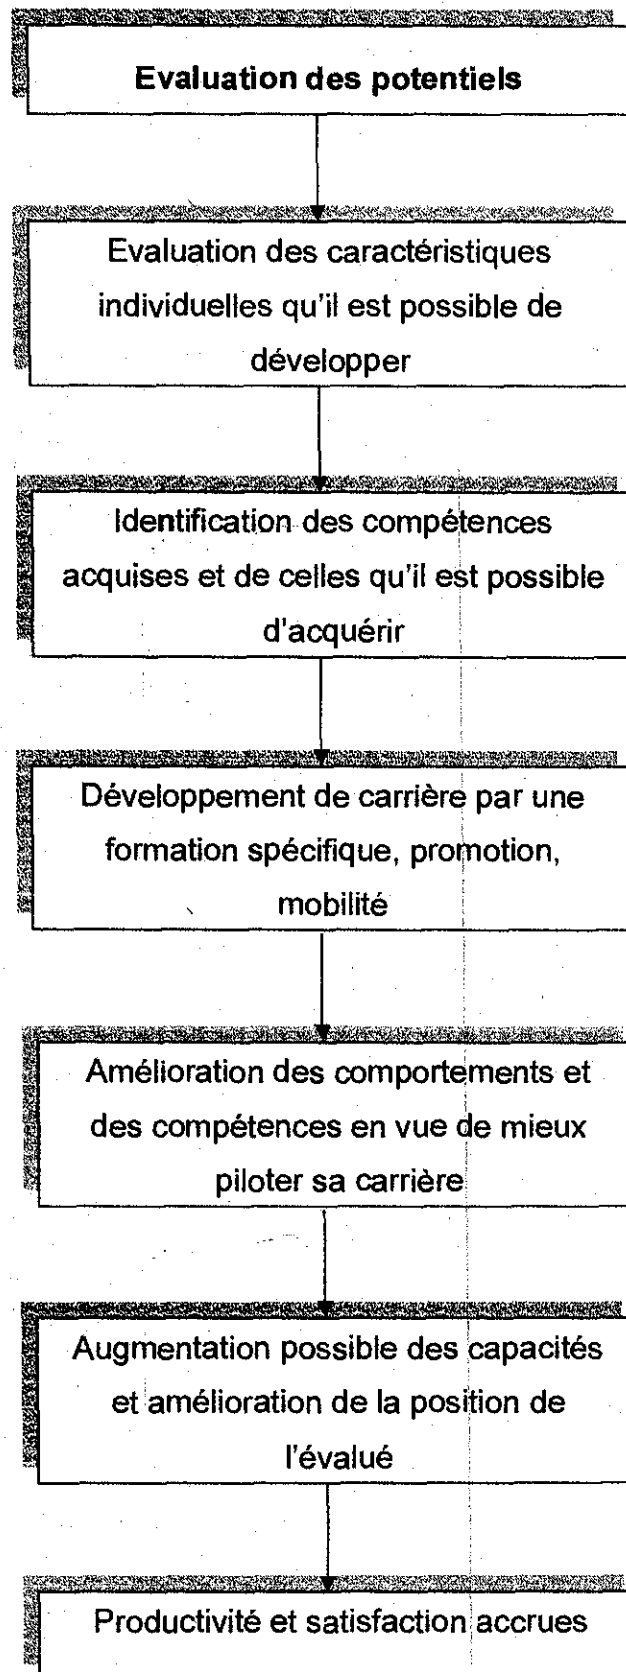 Evaluation des potentiels
Evaluation des caractéristiques
individuelles qu'il est possible de
développer
Identification des compétences
acquises et de celles qu'il est possible
d'acquérir
Développement de carrière par une
formation spécifique, promotion,
mobilité
Amélioration des comportements et
des compétences en vue de mieux
piloter sa carrière
Augmentation possible des capacités
et amélioration de la position de
l'évalué
Productivité et satisfaction accrues